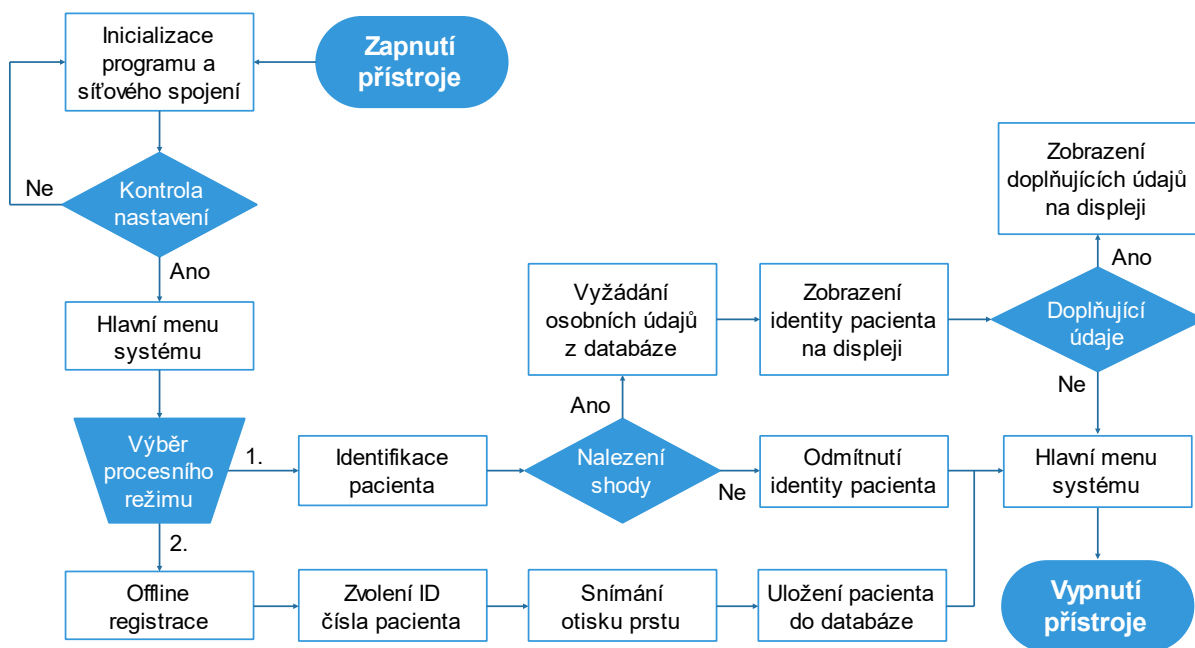 Inicializace
programu a
síťového spojení
Zapnutí
přístroje
Ne
Kontrola
nastavení
Ano
Hlavní menu
systému
Výběr
procesního
režimu
1.
Identifikace
pacienta
Nalezení
shody
Ano
Vyžádání
osobních údajů
z databáze
Zobrazení
identity pacienta
na displeji
Doplňující
údaje
Ano
Zobrazení
doplňujících údajů
na displeji
Ne
Ne
Odmítnutí
identity pacienta
Hlavní menu
systému
2.
Offline
registrace
Zvolení ID
čísla pacienta
Snímání
otisku prstu
Uložení pacienta
do databáze
Vypnutí
přístroje